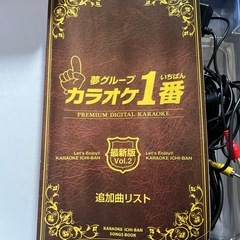 夢グループ
いちばん
カラオケ1番
PREMIUM DIGITAL KARAOKE
Let's Enjoy!!
KARAOKE ICHI-BAN
最新版
Vol.2
Let's Enjoy!!
KARAOKE ICHI-BAN
追加曲リスト
KARAOKE ICHI-BAN
SONGS BOOK